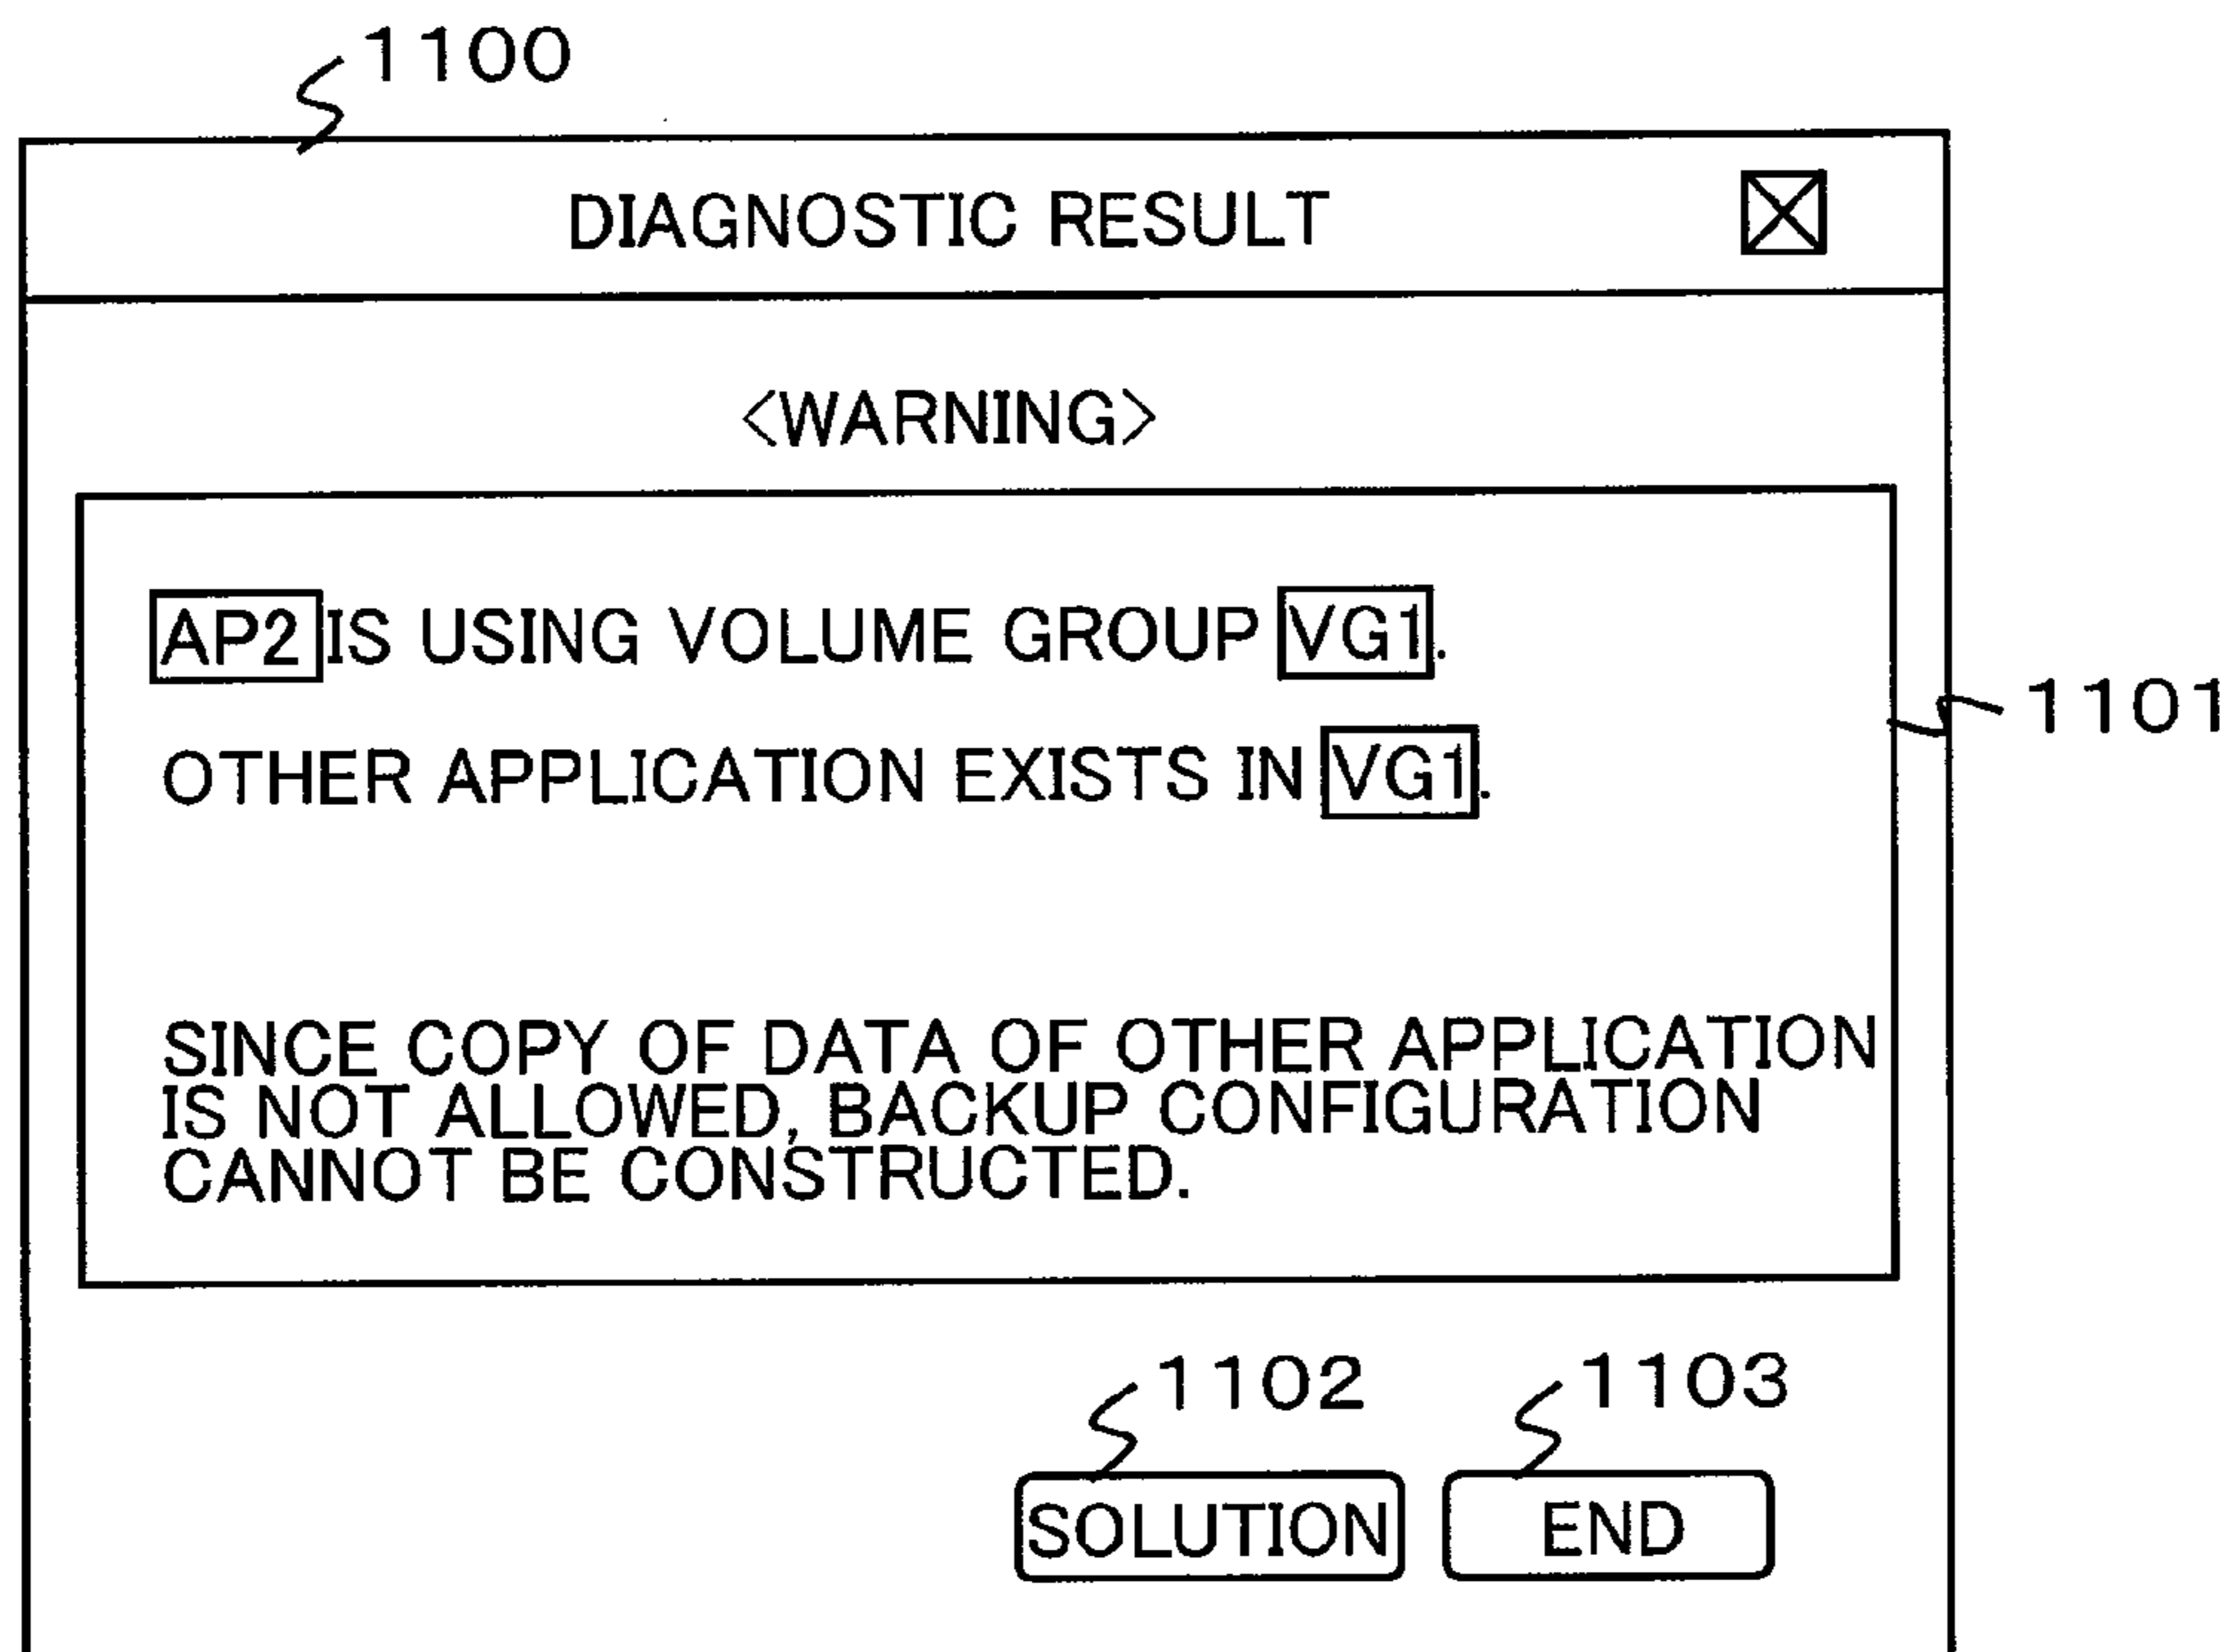 1100
DIAGNOSTIC RESULT
<WARNING>
AP2 IS USING VOLUME GROUP VG1.
1101
OTHER APPLICATION EXISTS IN VG1.
SINCE COPY OF DATA OF OTHER APPLICATION
IS NOT ALLOWED, BACKUP CONFIGURATION
CANNOT BE CONSTRUCTED.
1102
1103
SOLUTION
END